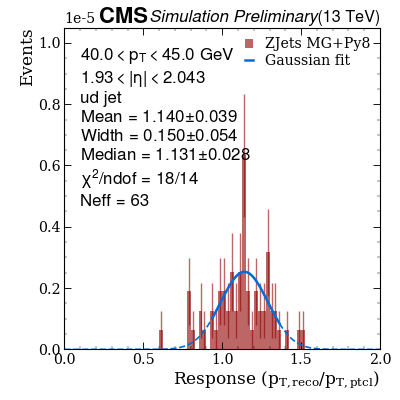 1e-5 CMS Simulation Preliminary (13 TeV)
Events
40.0 < pT < 45.0 GeV
1.93 < |η| < 2.043
ud jet
Mean = 1.140±0.039
Width = 0.150±0.054
Median = 1.131±0.028
χ²/ndof = 18/14
Neff = 63
ZJets MG+Py8
Gaussian fit
1.0
0.8
0.6
0.4
0.2
0.0
0.0 0.5 1.0 1.5 2.0
Response (pT,reco/pT,ptcl)